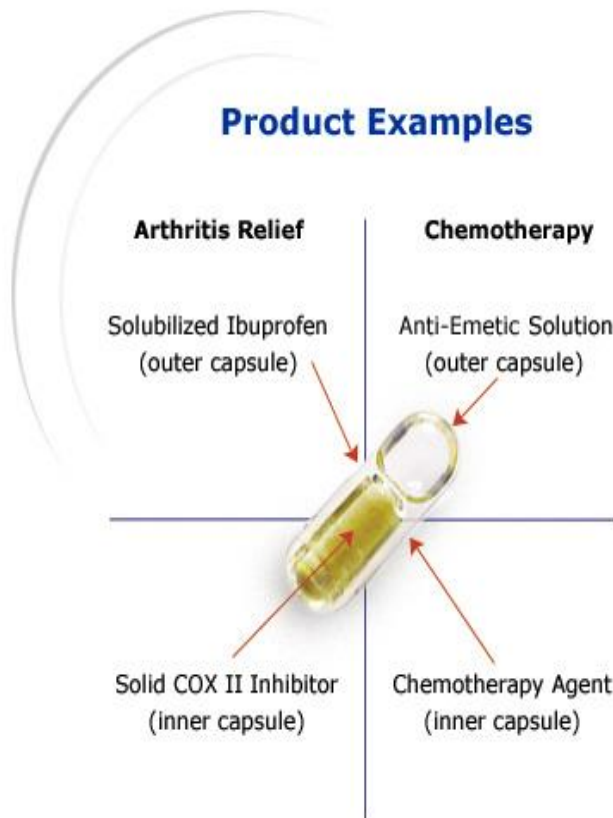 Product Examples
Arthritis Relief
Chemotherapy
Solubilized Ibuprofen
(outer capsule)
Anti-Emetic Solution
(outer capsule)
Solid COX II Inhibitor
(inner capsule)
Chemotherapy Agent
(inner capsule)